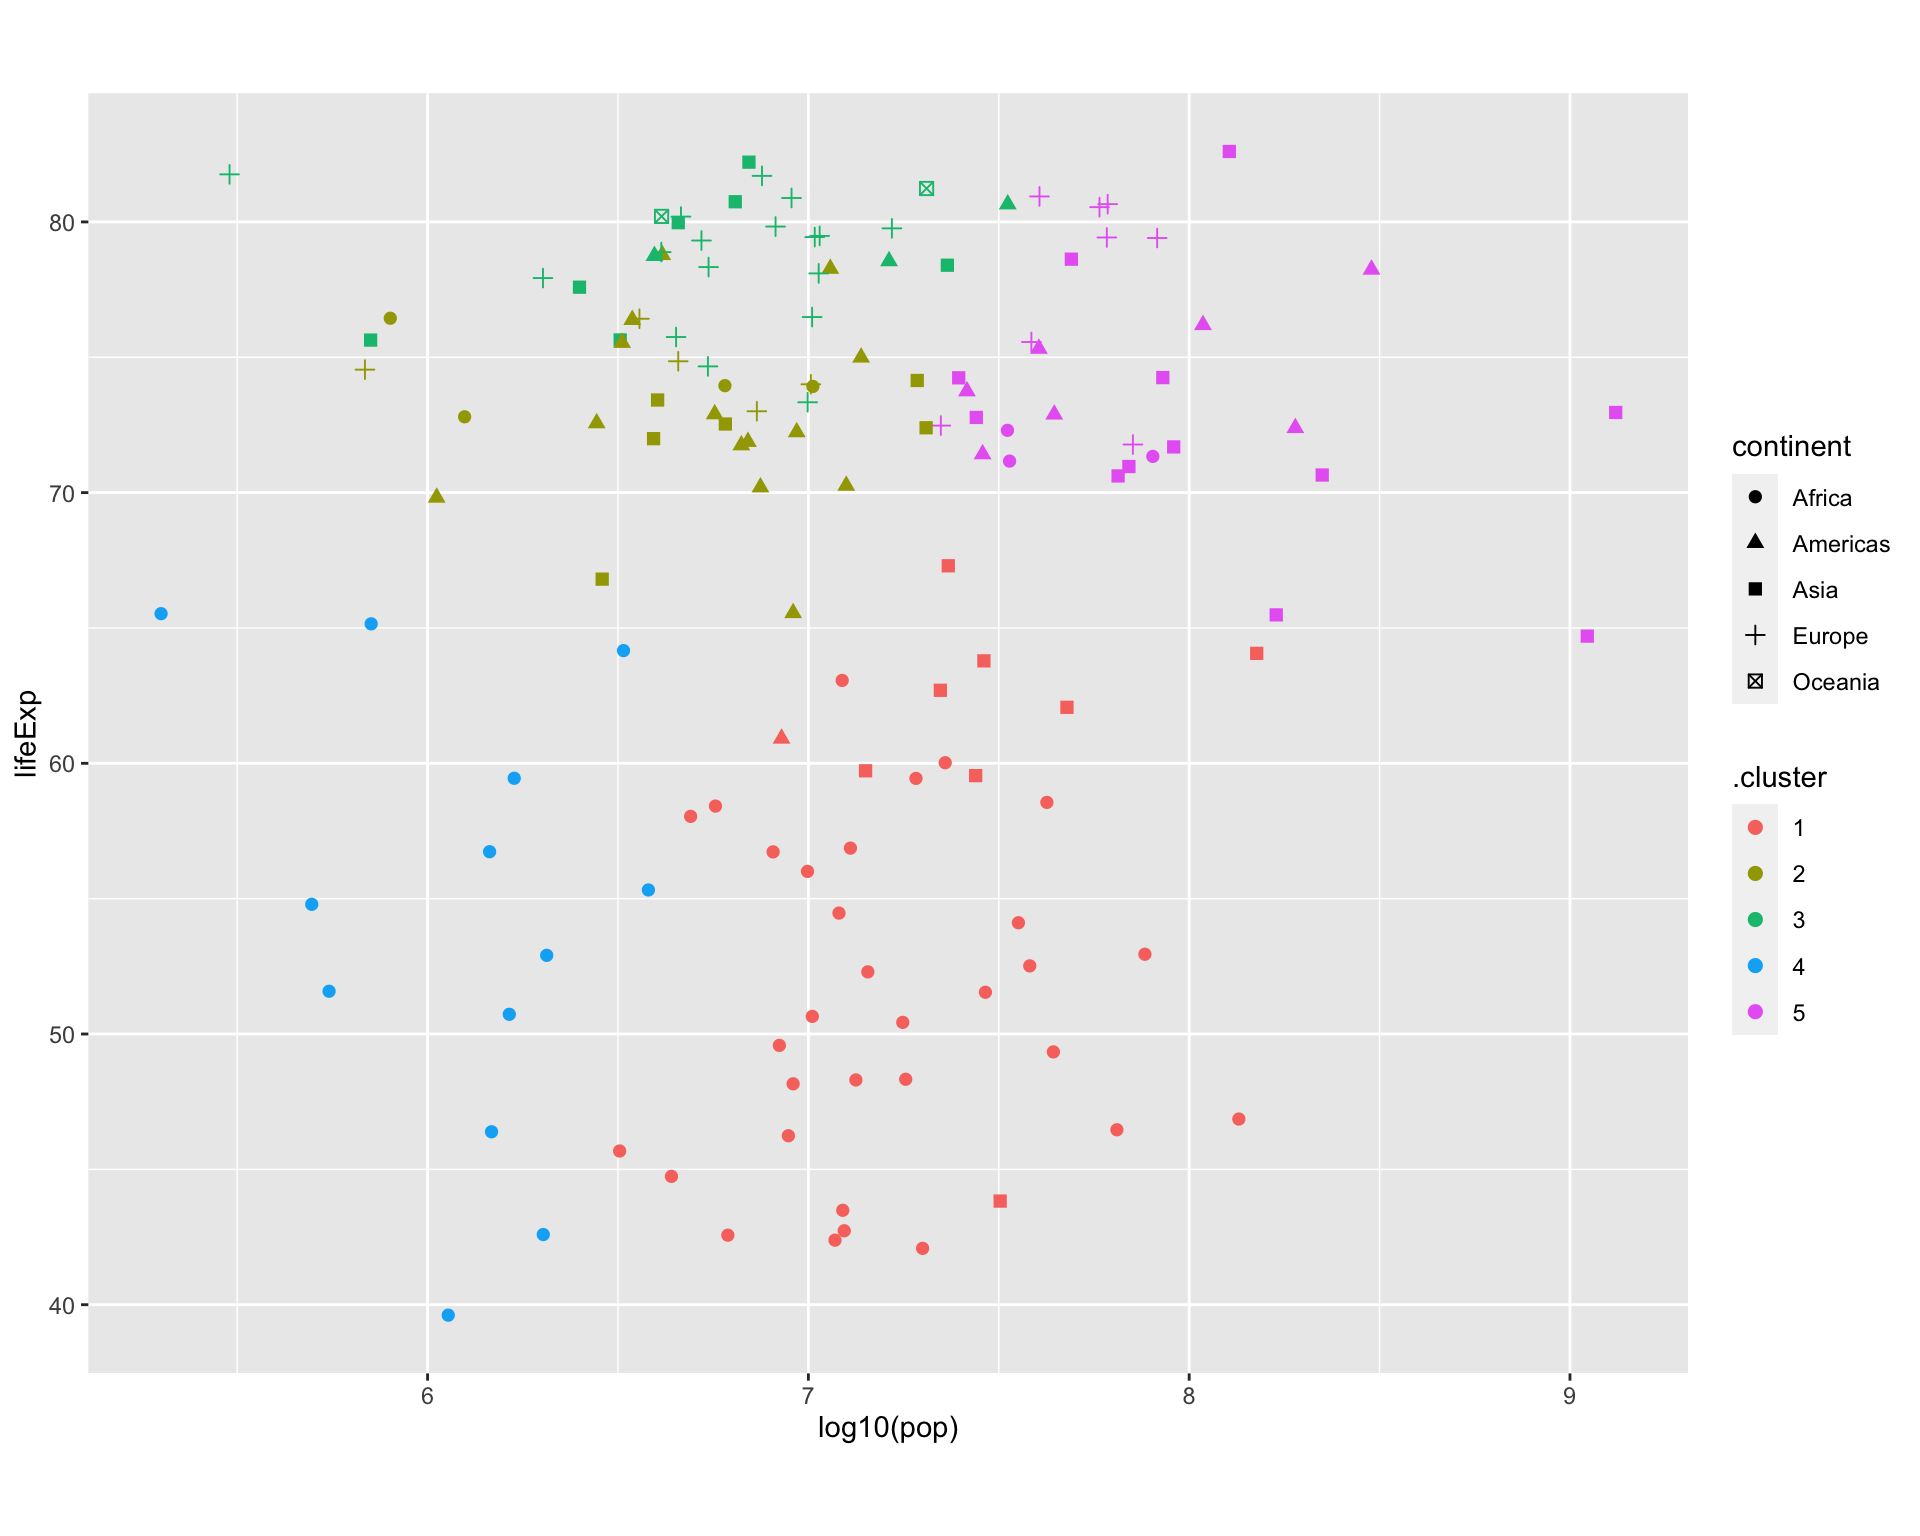 80
70
60
50
40
lifeExp
6
7
8
9
log10(pop)
continent
Africa
Americas
Asia
Europe
Oceania
.cluster
1
2
3
4
5